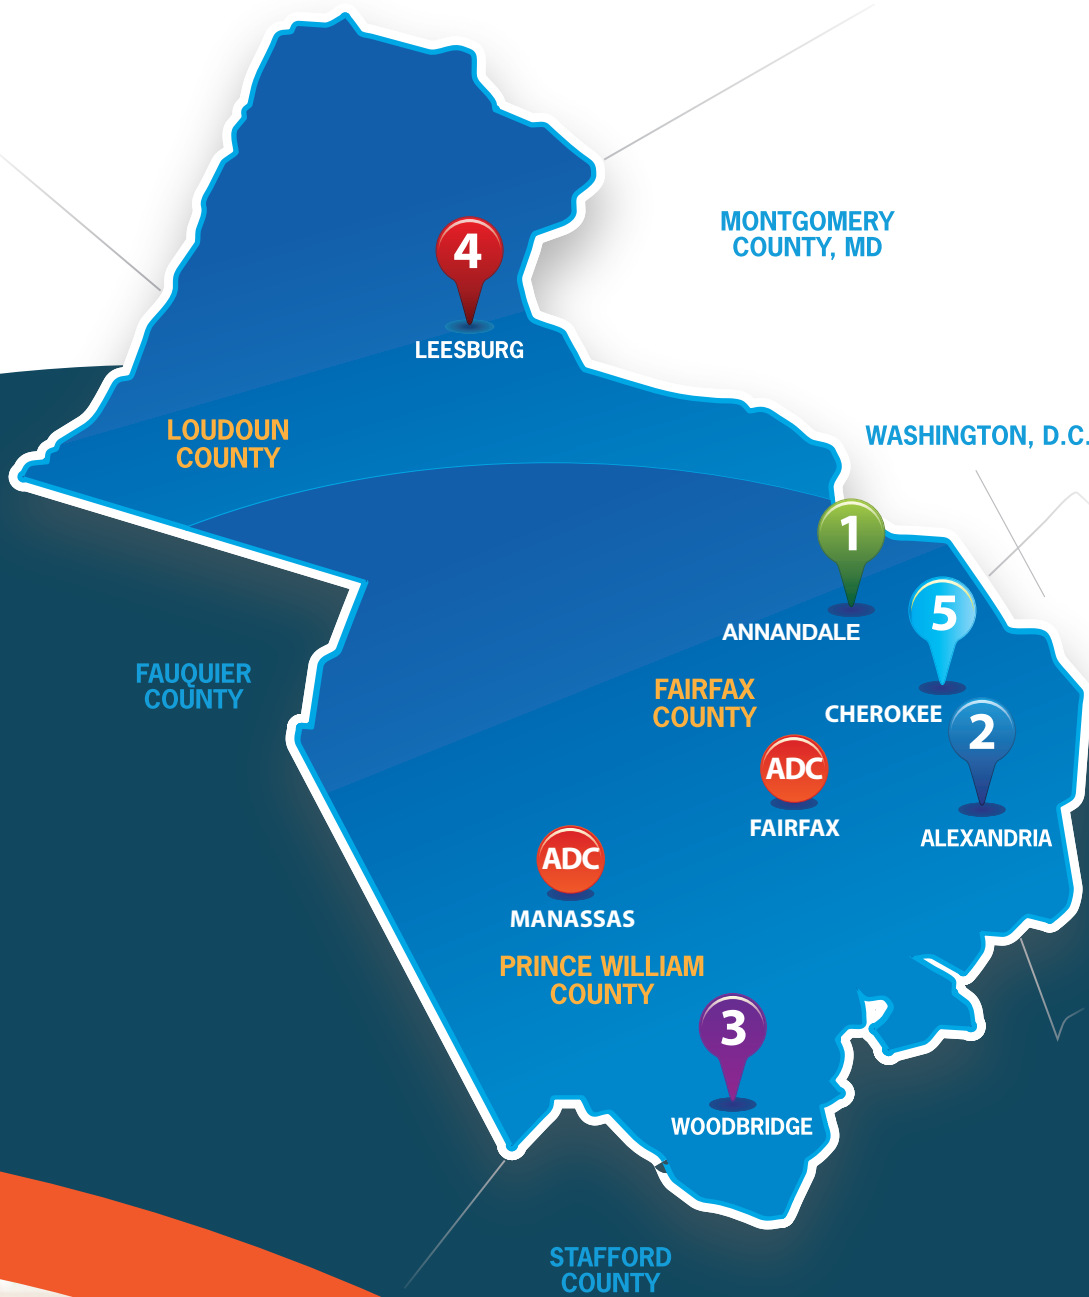 MONTGOMERY
COUNTY, MD
4
LEESBURG
LOUDOUN
COUNTY
WASHINGTON, D.C.
1
ANNANDALE
5
CHEROKEE
FAUQUIER
COUNTY
FAIRFAX
COUNTY
2
ALEXANDRIA
ADC
FAIRFAX
ADC
MANASSAS
PRINCE WILLIAM
COUNTY
3
WOODBRIDGE
STAFFORD
COUNTY